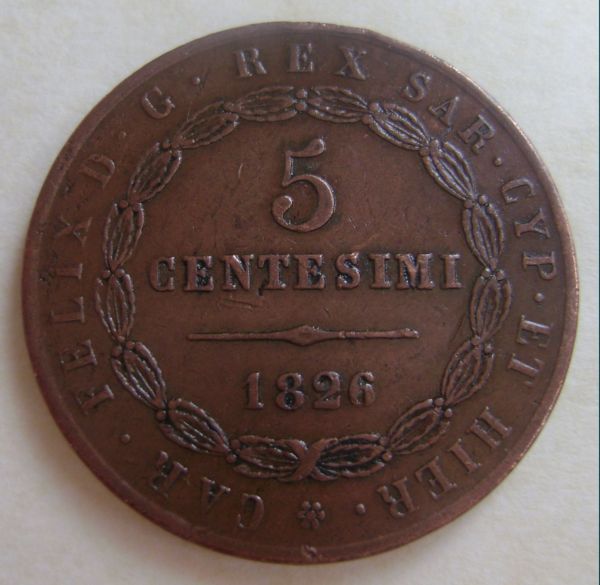 CAR · FELIX D · G · REX SAR · CYP · ET HIER
5
CENTESIMI
1826